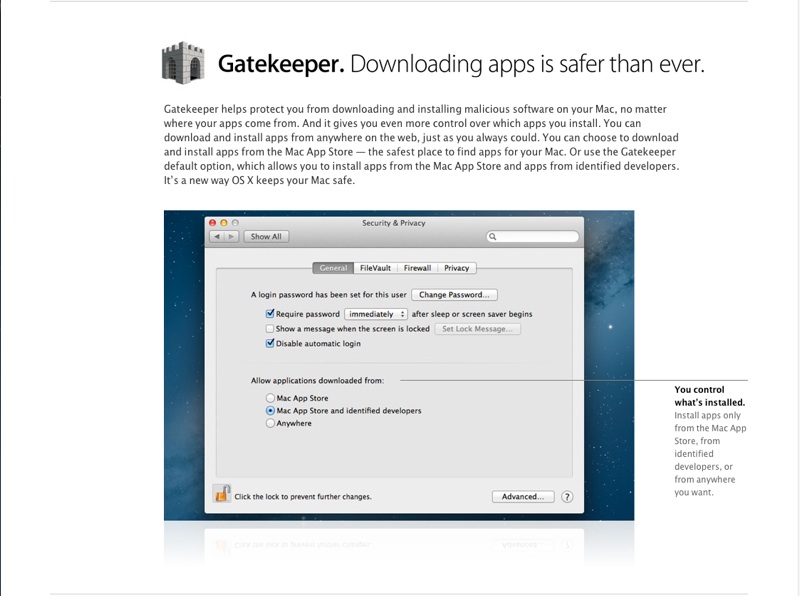 Gatekeeper. Downloading apps is safer than ever.
Gatekeeper helps protect you from downloading and installing malicious software on your Mac, no matter
where your apps come from. And it gives you even more control over which apps you install. You can
download and install apps from anywhere on the web, just as you always could. You can choose to download
and install apps from the Mac App Store — the safest place to find apps for your Mac. Or use the Gatekeeper
default option, which allows you to install apps from the Mac App Store and apps from identified developers.
It's a new way OS X keeps your Mac safe.
Security & Privacy
Show All
General FileVault Firewall Privacy
A login password has been set for this user Change Password...
Require password immediately after sleep or screen saver begins
Show a message when the screen is locked Set Lock Message...
Disable automatic login
Allow applications downloaded from:
Mac App Store
Mac App Store and identified developers
Anywhere
Click the lock to prevent further changes. Advanced... ?
You control
what's installed.
Install apps only
from the Mac App
Store, from
identified
developers, or
from anywhere
you want.